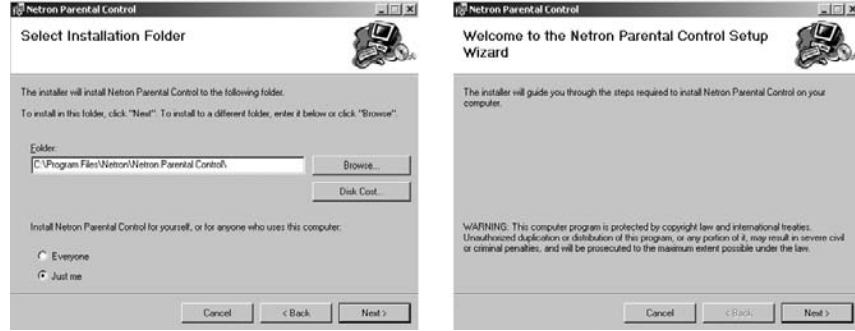 Netron Parental Control
Select Installation Folder
The installer will install Netron Parental Control to the following folder.
To install in this folder, click "Next". To install to a different folder, enter it below or click "Browse".
Folder:
C:\Program Files\Netron\Netron Parental Control\
Browse...
Disk Cost...
Install Netron Parental Control for yourself, or for anyone who uses this computer:
Everyone
Just me
Cancel
< Back
Next >
Netron Parental Control
Welcome to the Netron Parental Control Setup
Wizard
The installer will guide you through the steps required to install Netron Parental Control on your
computer.
WARNING: This computer program is protected by copyright law and international treaties.
Unauthorized duplication or distribution of this program, or any portion of it, may result in severe civil
or criminal penalties, and will be prosecuted to the maximum extent possible under the law.
Cancel
< Back
Next >